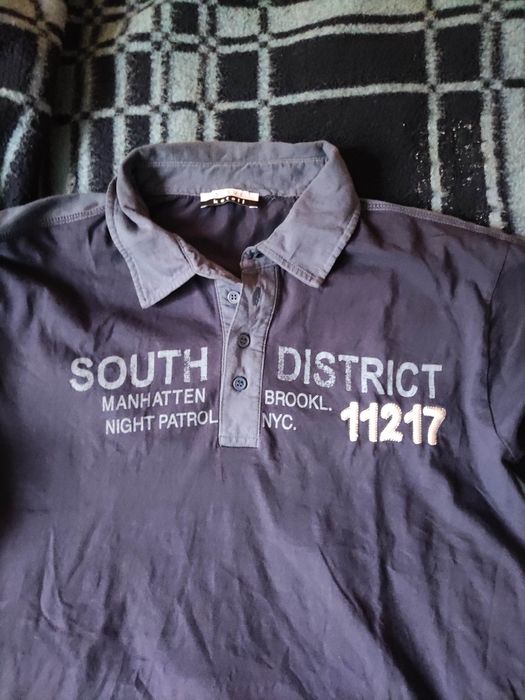 SOUTH DISTRICT
MANHATTEN BROOKL.
NIGHT PATROL NYC.
11217